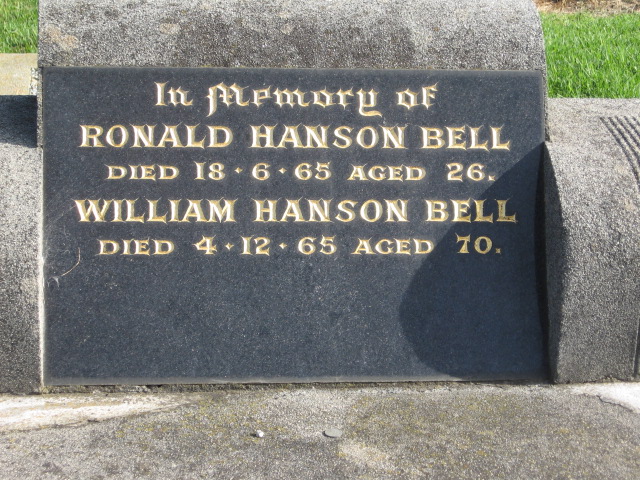 In Memory of
RONALD HANSON BELL
DIED 18·6·65 AGED 26.
WILLIAM HANSON BELL
DIED 4·12·65 AGED 70.